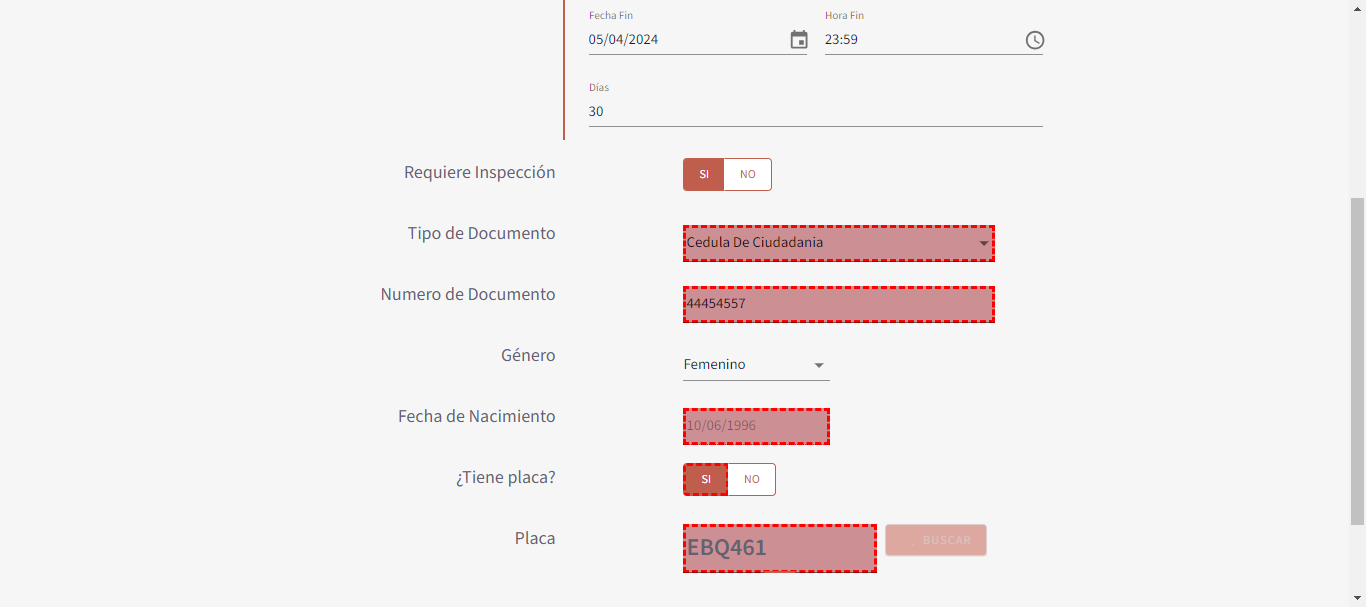 Fecha Fin Hora Fin
05/04/2024 23:59
Días
30
Requiere Inspección SI NO
Tipo de Documento Cedula De Ciudadania
Numero de Documento 44454557
Género Femenino
Fecha de Nacimiento 10/06/1996
¿Tiene placa? SI NO
Placa EBQ461 BUSCAR